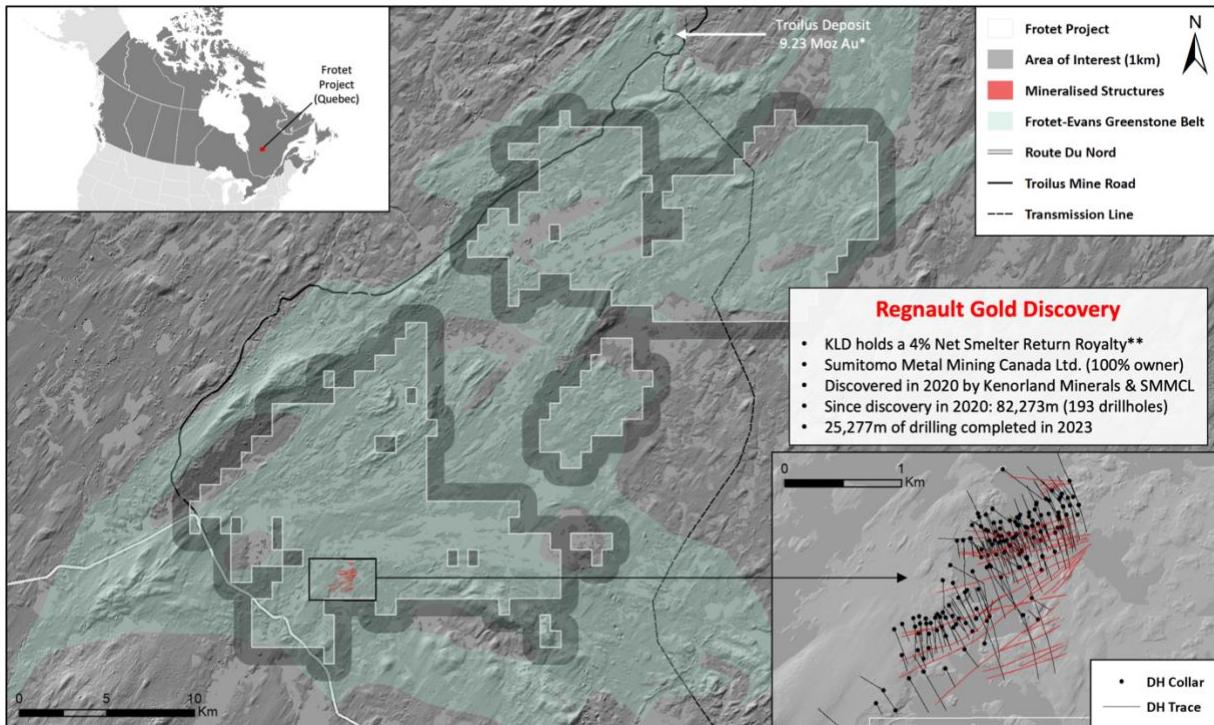 Frotet
Project
(Quebec)
Troilus Deposit
9.23 Moz Au*
Frotet Project
Area of Interest (1km)
Mineralised Structures
Frotet-Evans Greenstone Belt
Route Du Nord
Troilus Mine Road
Transmission Line
N
Regnault Gold Discovery
• KLD holds a 4% Net Smelter Return Royalty**
• Sumitomo Metal Mining Canada Ltd. (100% owner)
• Discovered in 2020 by Kenorland Minerals & SMMCL
• Since discovery in 2020: 82,273m (193 drillholes)
• 25,277m of drilling completed in 2023
0 1
Km
DH Collar
DH Trace
0 5 10
Km